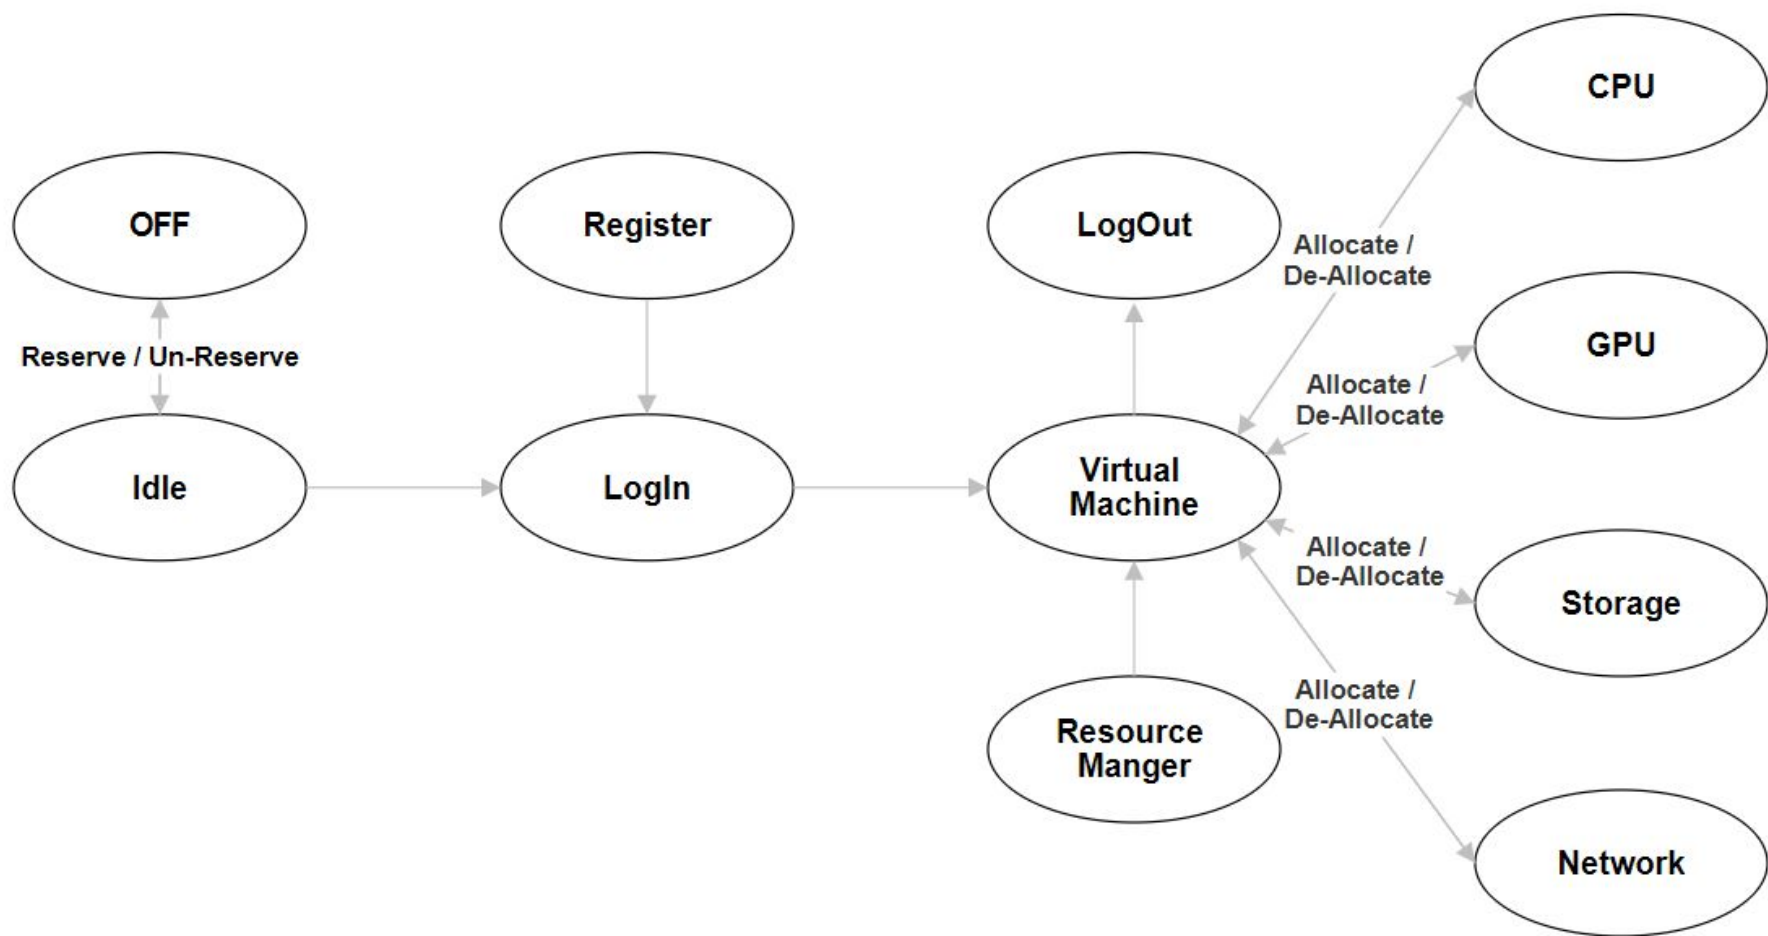 CPU
OFF
Register
LogOut
Allocate /
De-Allocate
Reserve / Un-Reserve
GPU
Allocate /
De-Allocate
Idle
LogIn
Virtual
Machine
Allocate /
De-Allocate
Storage
Allocate /
De-Allocate
Resource
Manger
Network